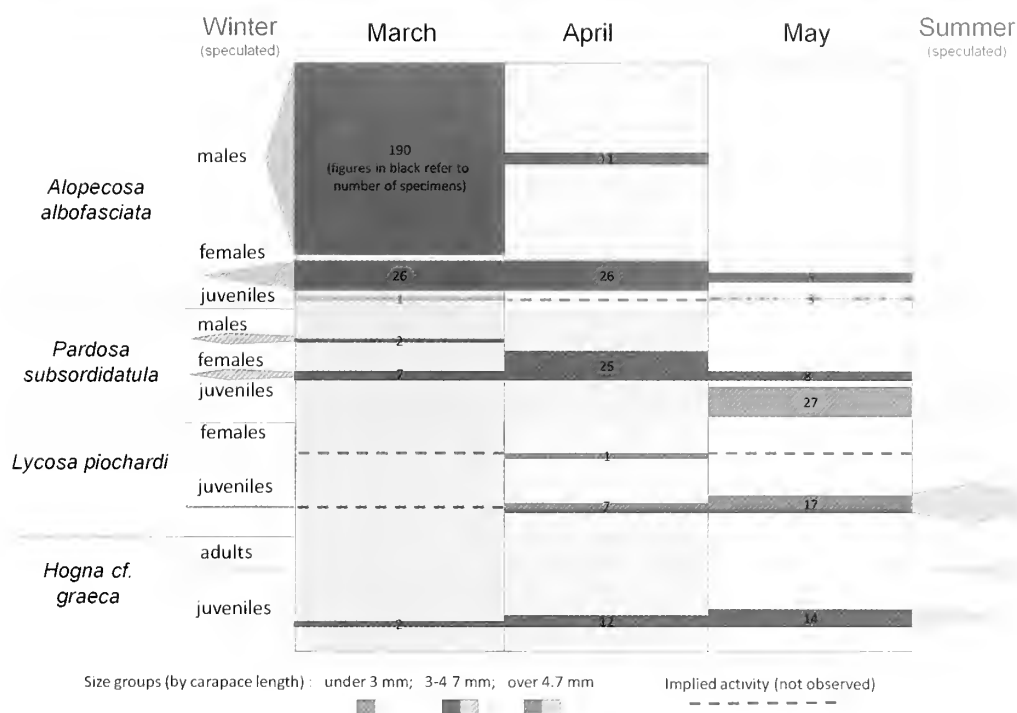 Winter March April May Summer
(speculated) (speculated)
males
190
(figures in black refer to
number of specimens)
11
Alopecosa
albofasciata
females
26 26
juveniles 1 3
males
2
Pardosa
subsordidatula
females
7 25 8
juveniles
27
females
1
Lycosa piochardi
juveniles
7 17
adults
Hogna cf.
graeca
juveniles
2 12 14
Size groups (by carapace length) : under 3 mm; 3-4 7 mm; over 4.7 mm Implied activity (not observed)